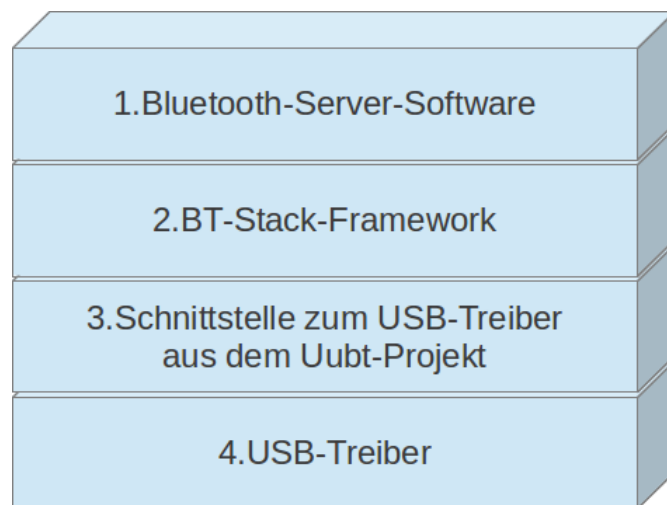 1.Bluetooth-Server-Software
2.BT-Stack-Framework
3.Schnittstelle zum USB-Treiber
aus dem Uubt-Projekt
4.USB-Treiber